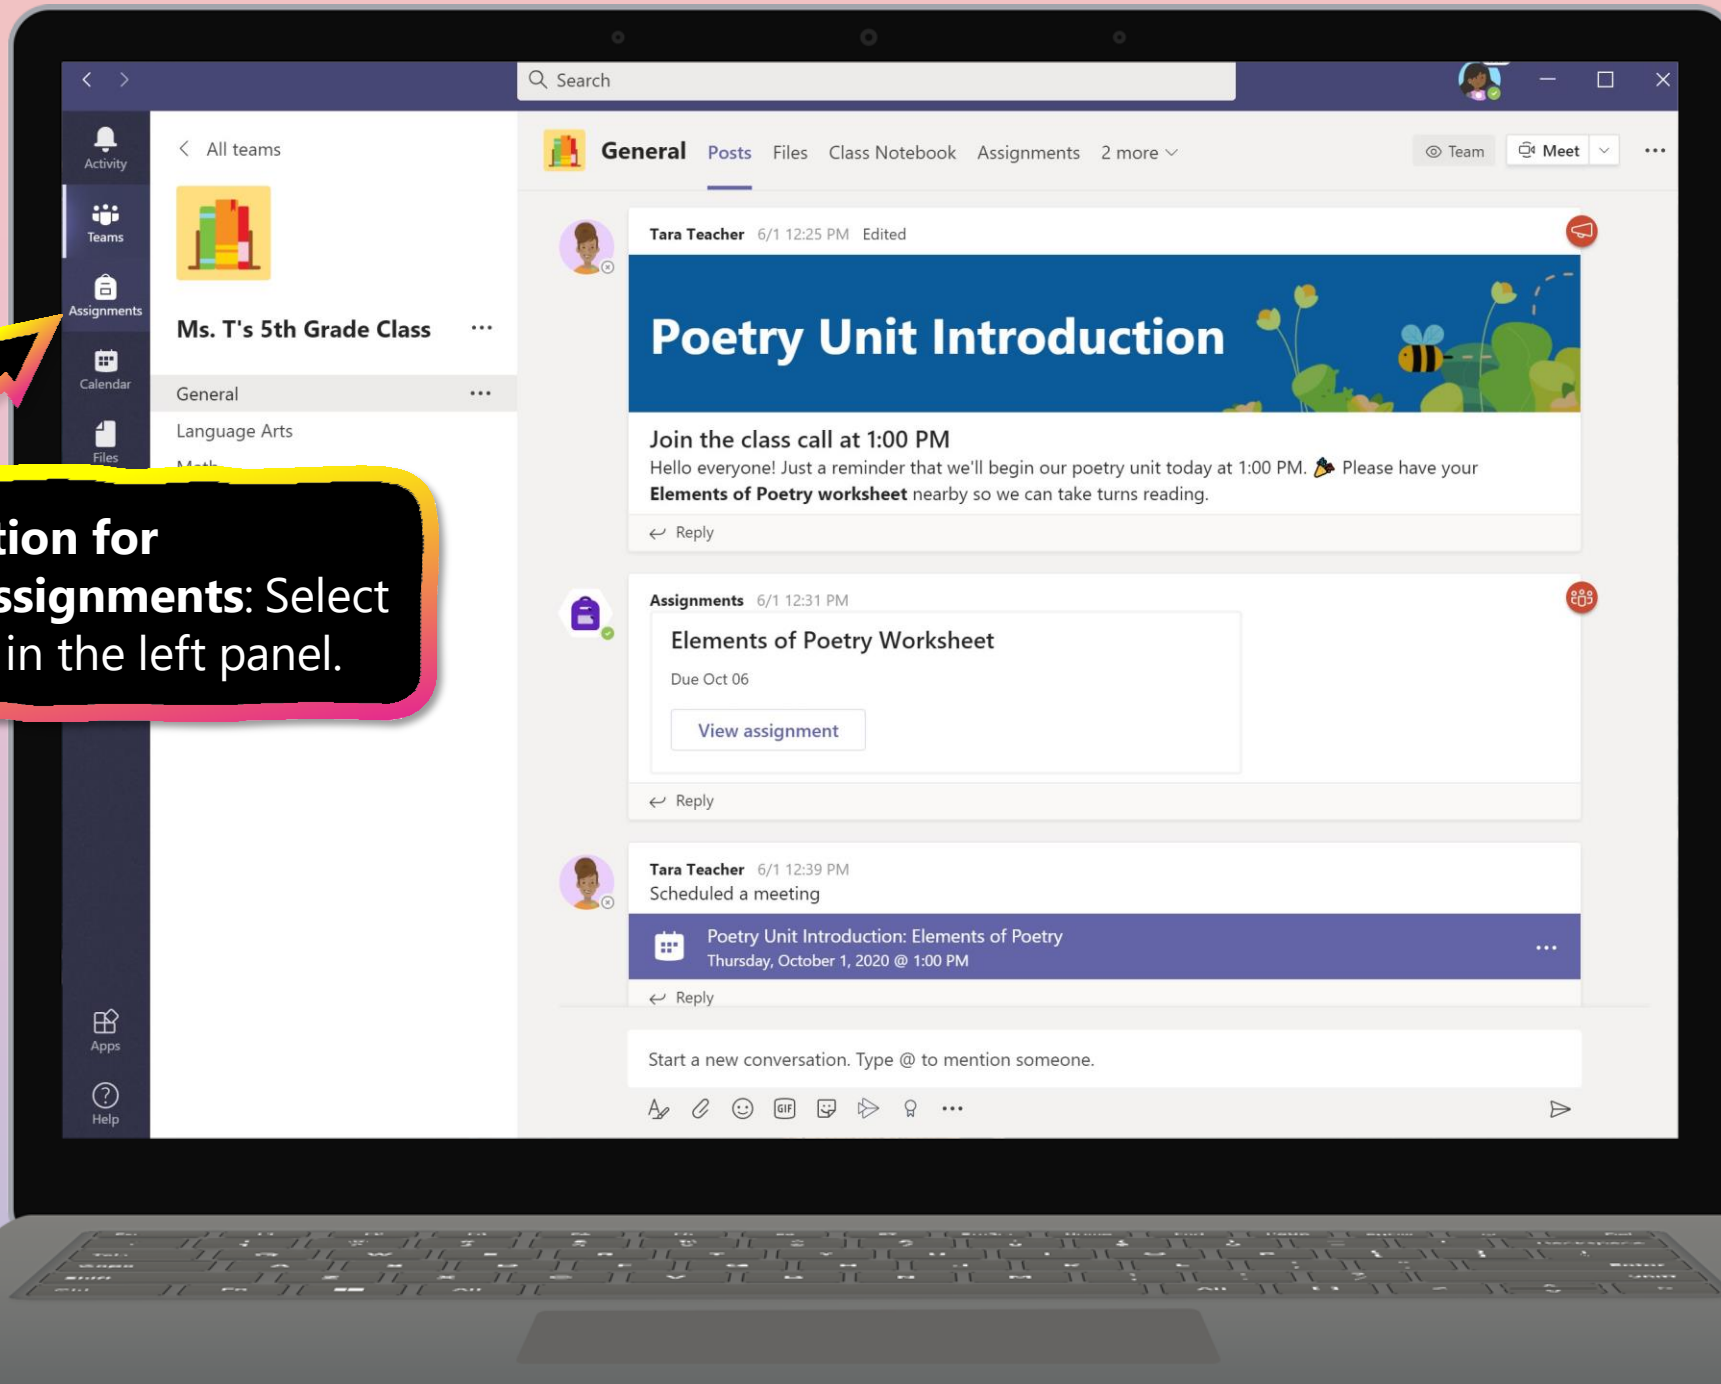 Search
Activity
Teams
Assignments
Calendar
Files
Apps
Help
All teams
Ms. T's 5th Grade Class
General
Language Arts
Math
tion for
ssignments: Select
in the left panel.
General Posts Files Class Notebook Assignments 2 more
Team Meet
Tara Teacher 6/1 12:25 PM Edited
Poetry Unit Introduction
Join the class call at 1:00 PM
Hello everyone! Just a reminder that we'll begin our poetry unit today at 1:00 PM. 🎉 Please have your
Elements of Poetry worksheet nearby so we can take turns reading.
Reply
Assignments 6/1 12:31 PM
Elements of Poetry Worksheet
Due Oct 06
View assignment
Reply
Tara Teacher 6/1 12:39 PM
Scheduled a meeting
Poetry Unit Introduction: Elements of Poetry
Thursday, October 1, 2020 @ 1:00 PM
Reply
Start a new conversation. Type @ to mention someone.
GIF